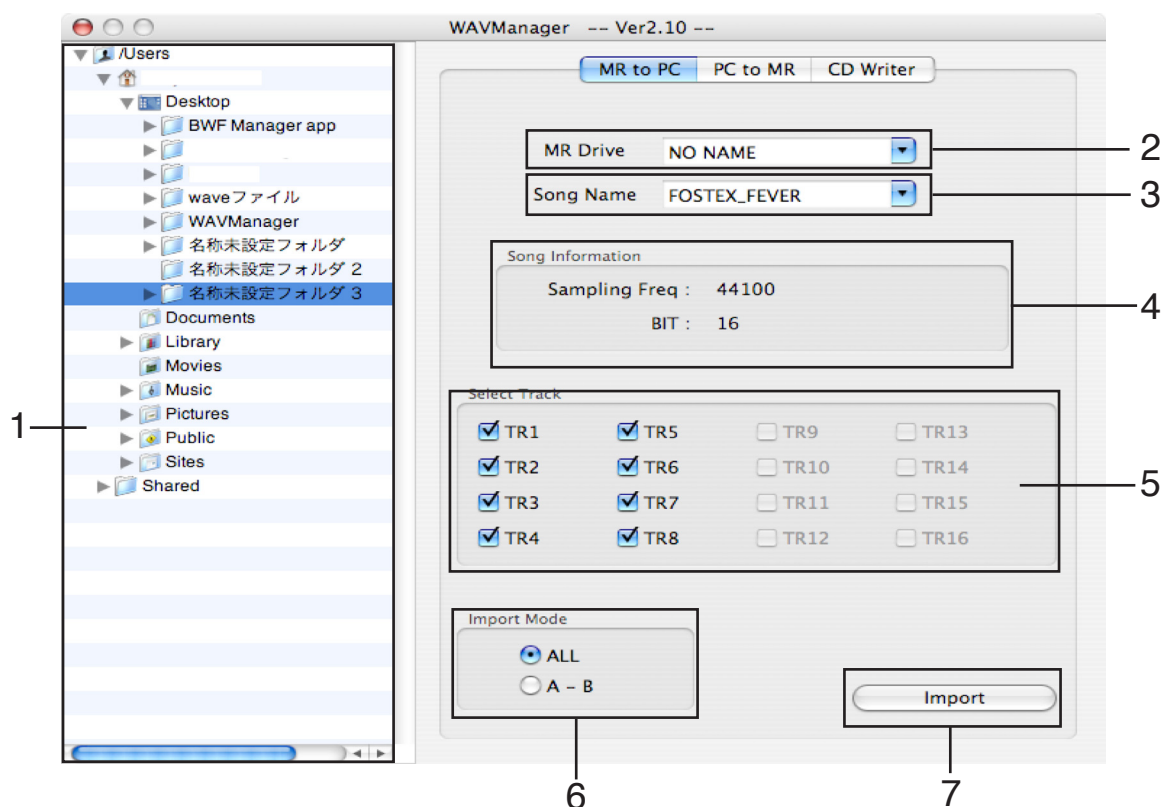 WAVManager -- Ver2.10 --
/Users
Desktop
BWF Manager app
waveファイル
WAVManager
名称未設定フォルダ
名称未設定フォルダ 2
名称未設定フォルダ 3
Documents
Library
Movies
Music
Pictures
Public
Sites
Shared
1
MR to PC PC to MR CD Writer
MR Drive NO NAME
2
Song Name FOSTEX_FEVER
3
Song Information
Sampling Freq : 44100
BIT : 16
4
Select Track
TR1 TR5 TR9 TR13
TR2 TR6 TR10 TR14
TR3 TR7 TR11 TR15
TR4 TR8 TR12 TR16
5
Import Mode
ALL
A – B
6
Import
7